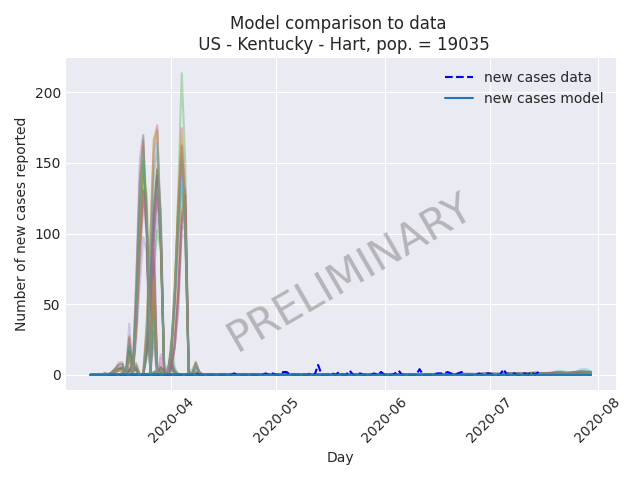 Model comparison to data
US - Kentucky - Hart, pop. = 19035
new cases data
new cases model
Number of new cases reported
200
150
100
50
0
PRELIMINARY
2020-04
2020-05
2020-06
2020-07
2020-08
Day